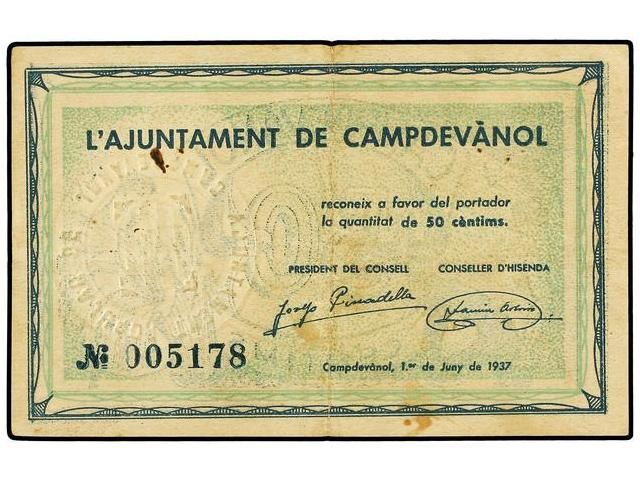 L'AJUNTAMENT DE CAMPDEVÀNOL
reconeix a favor del portador
la quantitat de 50 cèntims.
PRESIDENT DEL CONSELL CONSELLER D'HISENDA
Nº 005178
Campdevànol, 1.er de Juny de 1937